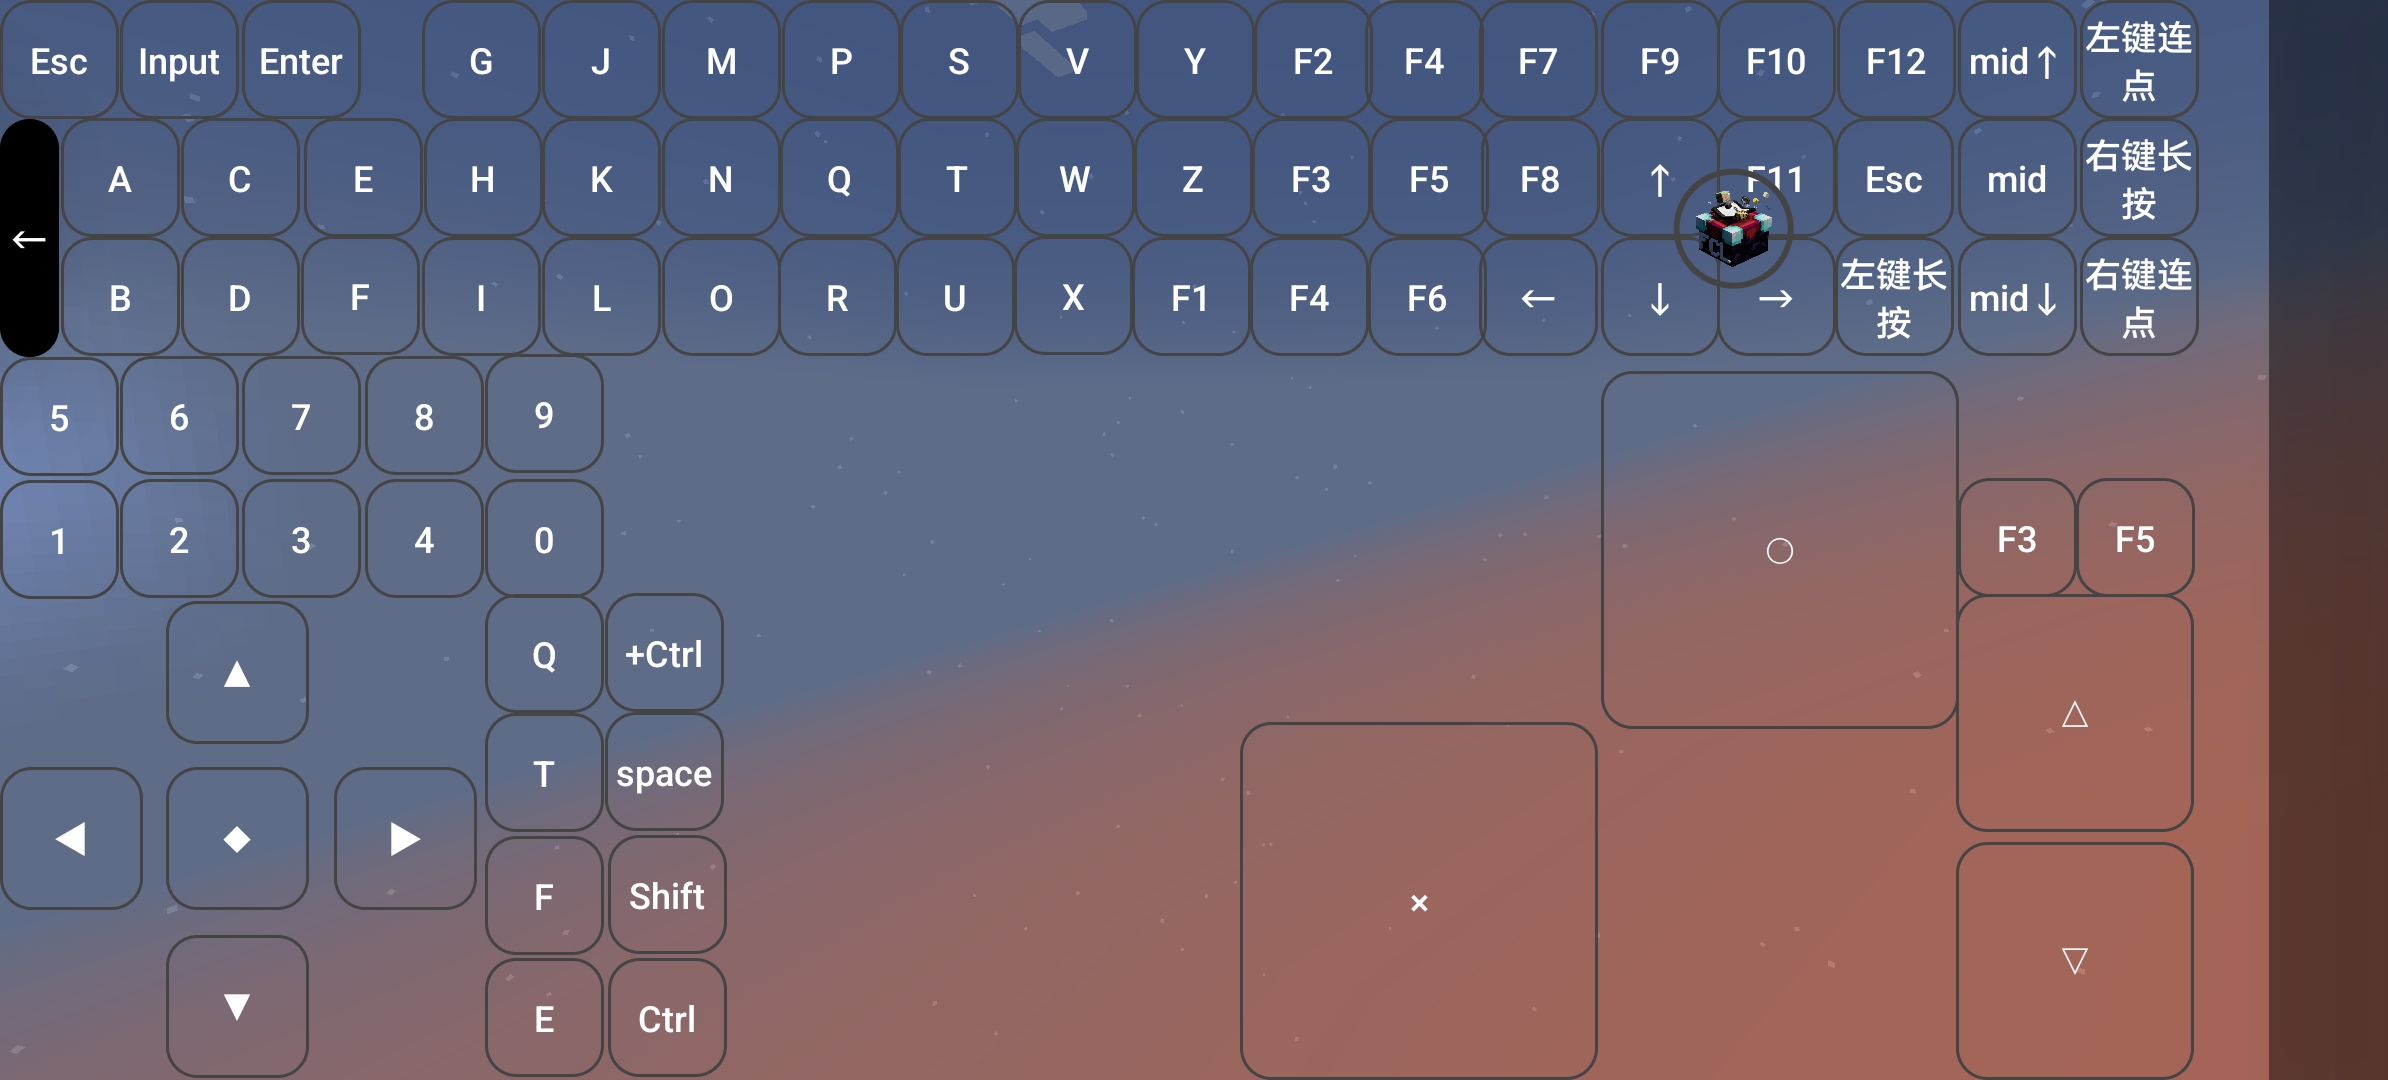 Esc Input Enter G J M P S V Y F2 F4 F7 F9 F10 F12 mid↑ 左键连点
← A C E H K N Q T W Z F3 F5 F8 ↑ F11 Esc mid 右键长按
B D F I L O R U X F1 F4 F6 ← ↓ → 左键长按 mid↓ 右键连点
5 6 7 8 9
1 2 3 4 0 ○ F3 F5
▲ Q +Ctrl △
T space
◀ ◆ ▶ F Shift ×
▼ E Ctrl ▽
FCL